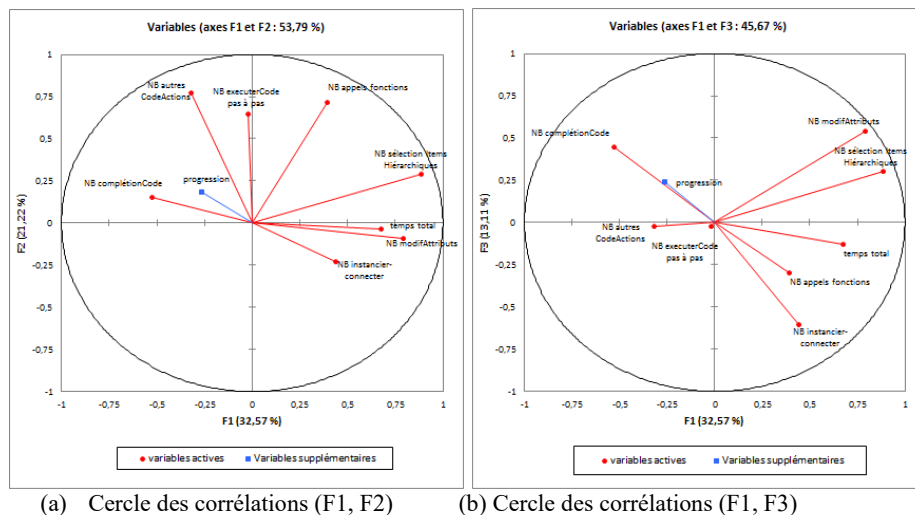 Variables (axes F1 et F2 : 53,79 %)
1
0,75
0,5
0,25
0
-0,25
-0,5
-0,75
-1
F2 (21,22 %)
NB autres
CodeActions
NB executerCode
pas à pas
NB appels fonctions
NB sélection items
Hiérarchiques
NB complétionCode
progression
temps total
NB modifAttributs
NB instancier-
connecter
-1
-0,75
-0,5
-0,25
0
0,25
0,5
0,75
1
F1 (32,57 %)
variables actives
Variables supplémentaires
(a) Cercle des corrélations (F1, F2)
Variables (axes F1 et F3 : 45,67 %)
1
0,75
0,5
0,25
0
-0,25
-0,5
-0,75
-1
F3 (13,11 %)
NB modifAttributs
NB complétionCode
NB sélection items
Hiérarchiques
progression
NB autres
CodeActions
NB executerCode
pas à pas
temps total
NB appels fonctions
NB instancier-
connecter
-1
-0,75
-0,5
-0,25
0
0,25
0,5
0,75
1
F1 (32,57 %)
variables actives
Variables supplémentaires
(b) Cercle des corrélations (F1, F3)